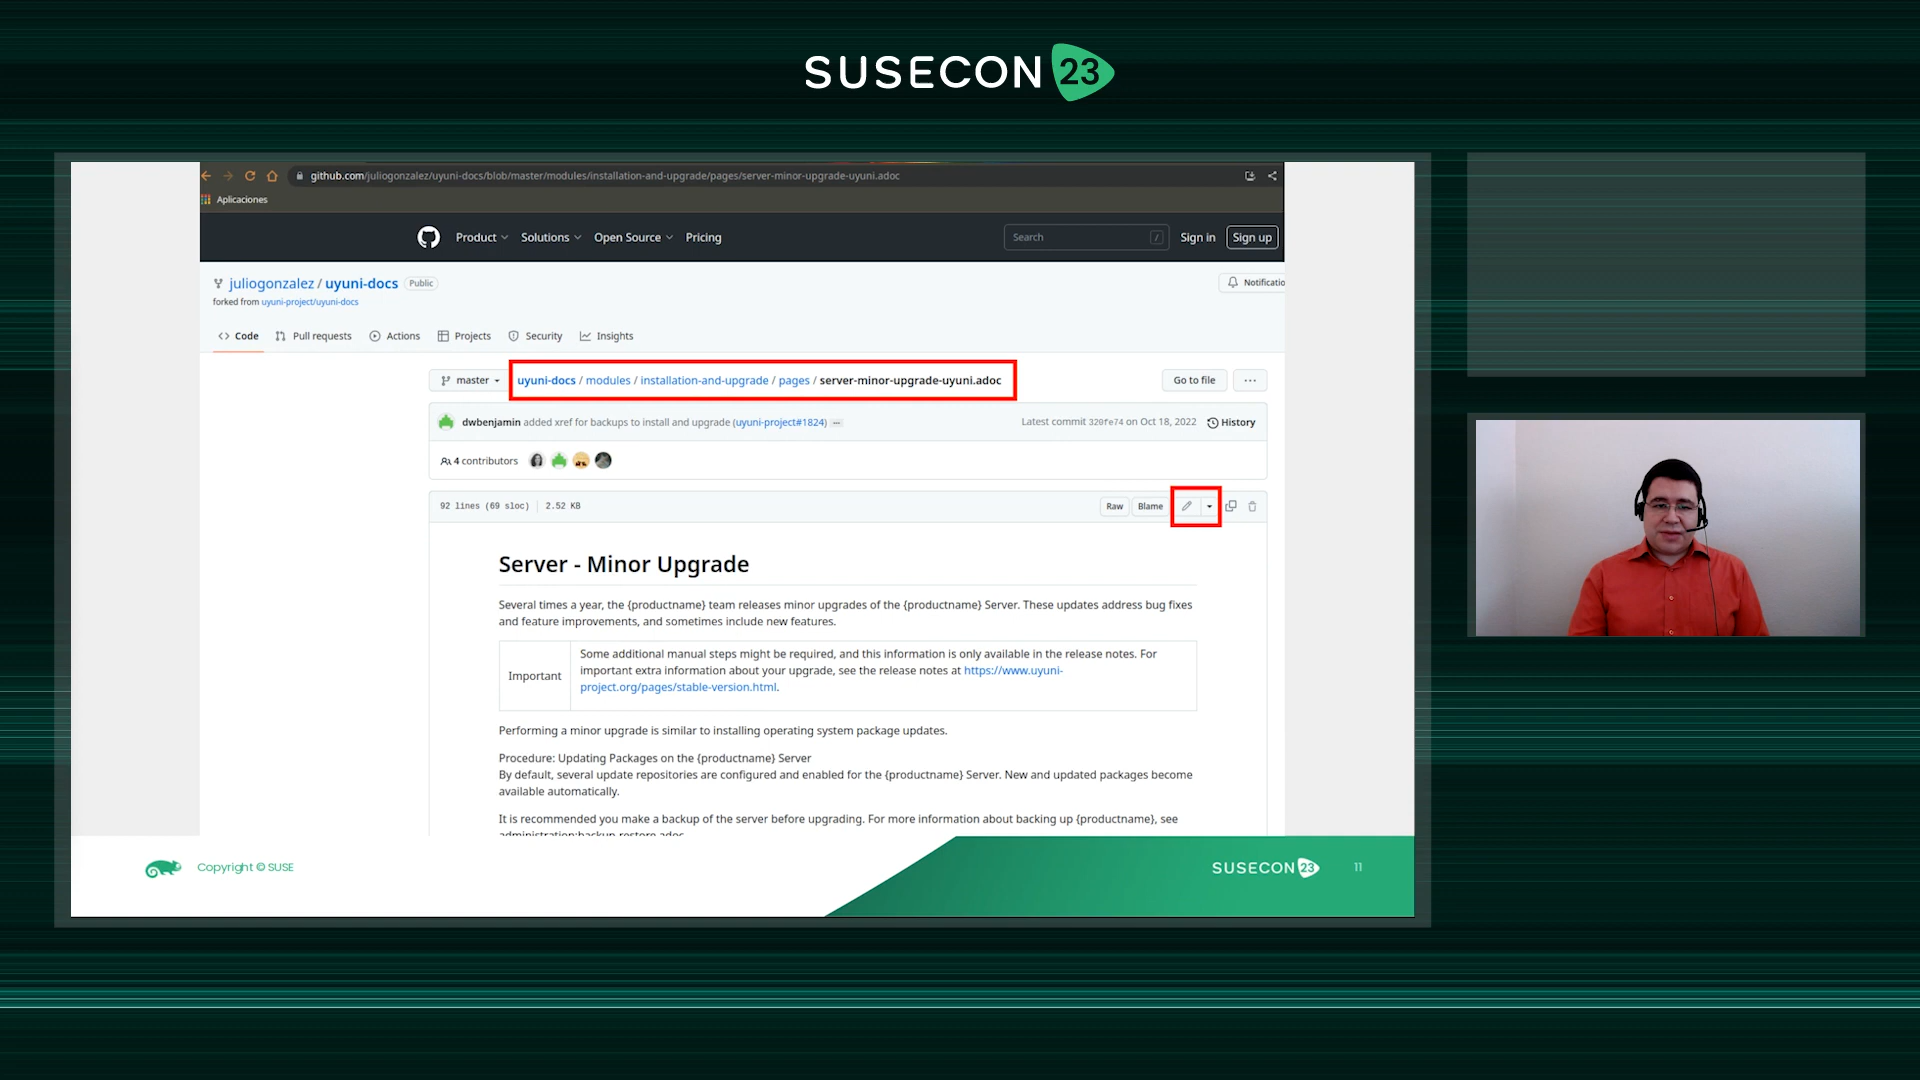 SUSECON 23
github.com/juliogonzalez/uyuni-docs/blob/master/modules/installation-and-upgrade/pages/server-minor-upgrade-uyuni.adoc
Aplicaciones
Product Solutions Open Source Pricing Search / Sign in Sign up
juliogonzalez / uyuni-docs Public Notificatio
forked from uyuni-project/uyuni-docs
Code Pull requests Actions Projects Security Insights
master uyuni-docs / modules / installation-and-upgrade / pages / server-minor-upgrade-uyuni.adoc Go to file ...
dwbenjamin added xref for backups to install and upgrade (uyuni-project#1824) ... Latest commit 320fe74 on Oct 18, 2022 History
4 contributors
92 lines (69 sloc) 2.52 KB Raw Blame
Server - Minor Upgrade
Several times a year, the {productname} team releases minor upgrades of the {productname} Server. These updates address bug fixes
and feature improvements, and sometimes include new features.
Some additional manual steps might be required, and this information is only available in the release notes. For
Important important extra information about your upgrade, see the release notes at https://www.uyuni-
project.org/pages/stable-version.html.
Performing a minor upgrade is similar to installing operating system package updates.
Procedure: Updating Packages on the {productname} Server
By default, several update repositories are configured and enabled for the {productname} Server. New and updated packages become
available automatically.
It is recommended you make a backup of the server before upgrading. For more information about backing up {productname}, see
administration:backup-restore.adoc
Copyright © SUSE SUSECON 23 11